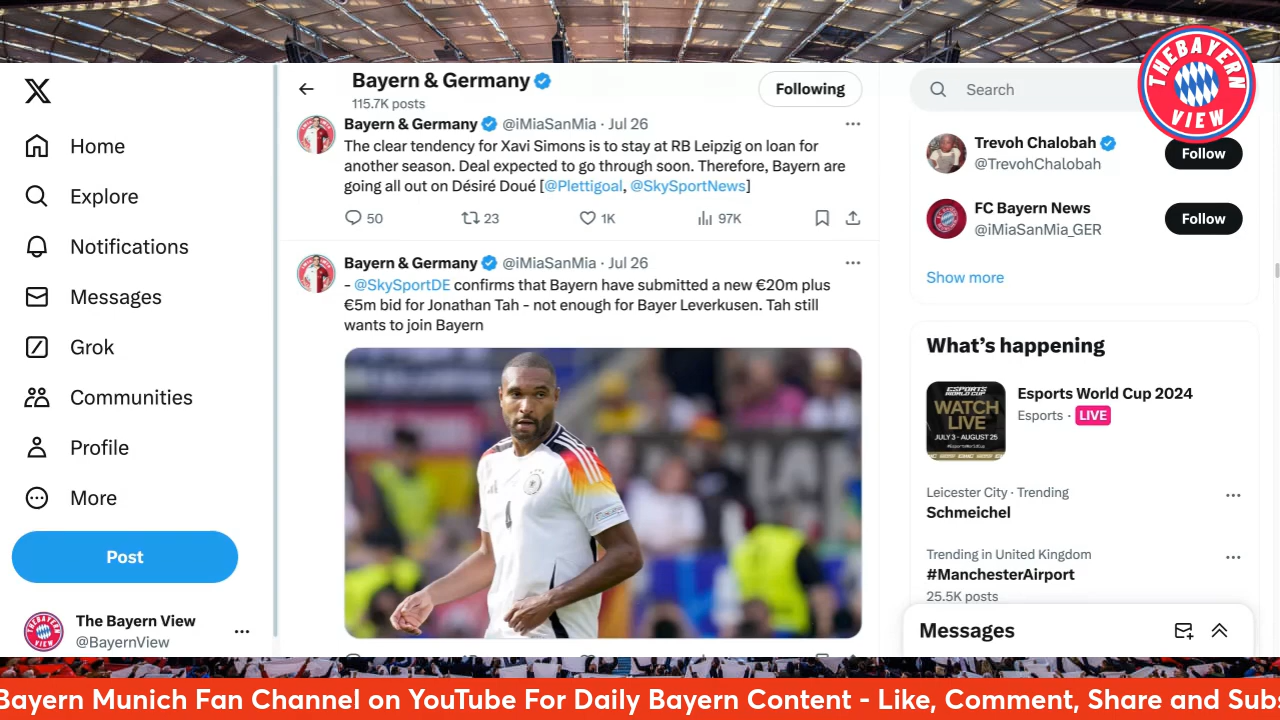 THE BAYERN VIEW
Home
Explore
Notifications
Messages
Grok
Communities
Profile
More
Post
The Bayern View
@BayernView
Bayern & Germany
115.7K posts
Following
Bayern & Germany @iMiaSanMia · Jul 26
The clear tendency for Xavi Simons is to stay at RB Leipzig on loan for
another season. Deal expected to go through soon. Therefore, Bayern are
going all out on Désiré Doué [@Plettigoal, @SkySportNews]
50 23 1K 97K
Bayern & Germany @iMiaSanMia · Jul 26
- @SkySportDE confirms that Bayern have submitted a new €20m plus
€5m bid for Jonathan Tah - not enough for Bayer Leverkusen. Tah still
wants to join Bayern
4
Search
Trevoh Chalobah
@TrevohChalobah
Follow
FC Bayern News
@iMiaSanMia_GER
Follow
Show more
What's happening
ESPORTS
WORLD CUP
WATCH
LIVE
JULY 3 - AUGUST 25
Esports World Cup 2024
Esports · LIVE
Leicester City · Trending
Schmeichel
Trending in United Kingdom
#ManchesterAirport
25.5K posts
Messages
Bayern Munich Fan Channel on YouTube For Daily Bayern Content - Like, Comment, Share and Sub